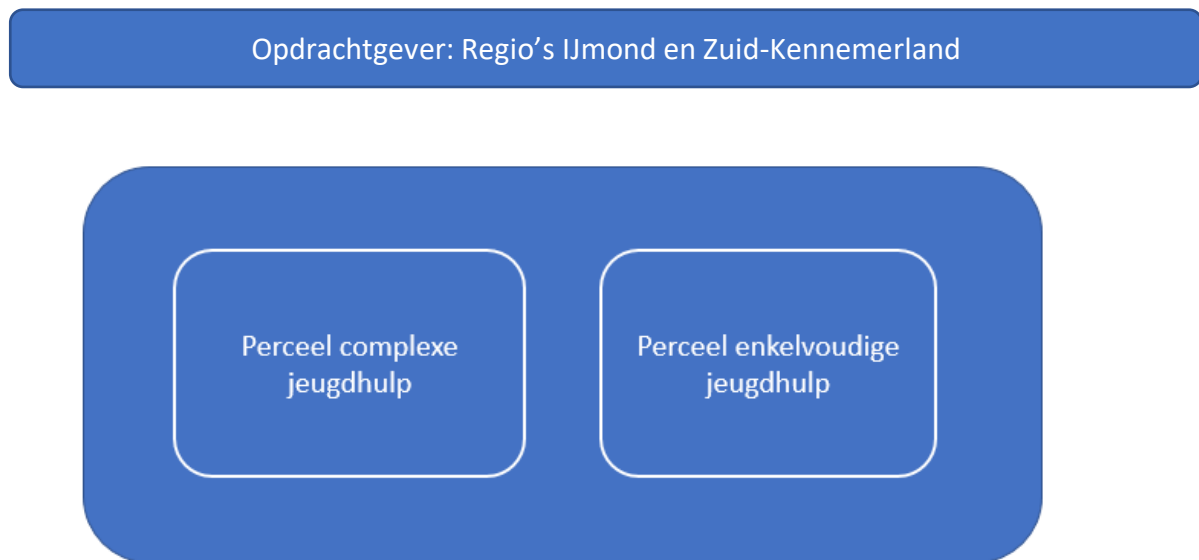 Opdrachtgever: Regio’s IJmond en Zuid-Kennemerland
Perceel complexe
jeugdhulp
Perceel enkelvoudige
jeugdhulp